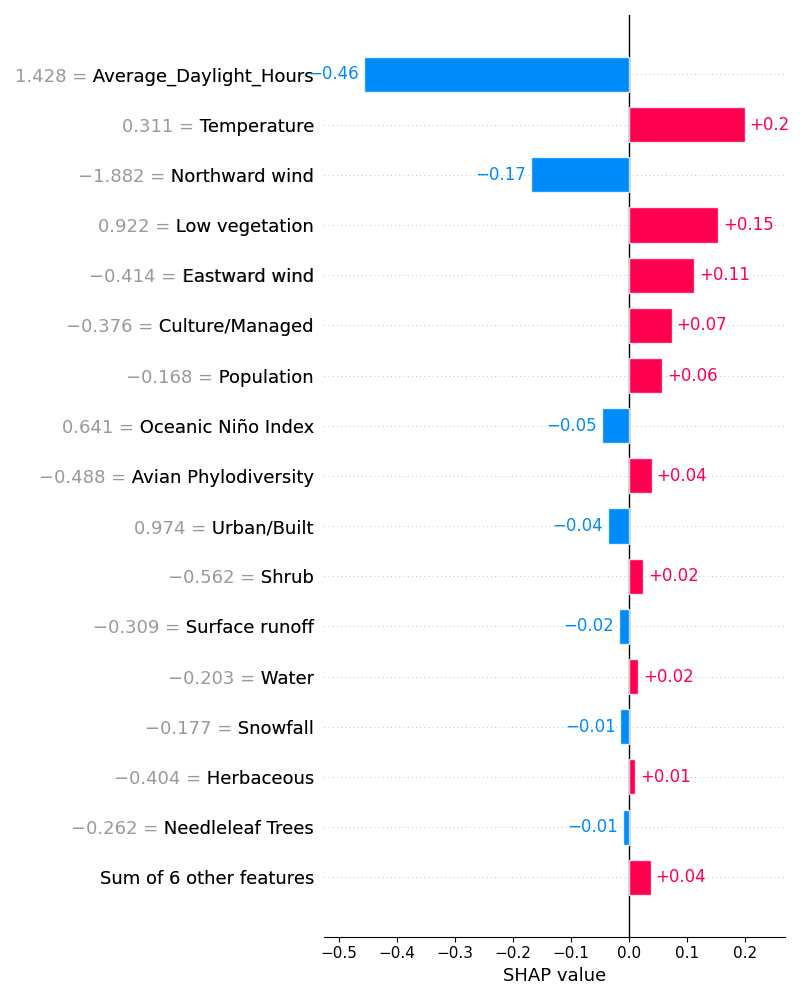 1.428 = Average_Daylight_Hours −0.46
0.311 = Temperature +0.2
−1.882 = Northward wind −0.17
0.922 = Low vegetation +0.15
−0.414 = Eastward wind +0.11
−0.376 = Culture/Managed +0.07
−0.168 = Population +0.06
0.641 = Oceanic Niño Index −0.05
−0.488 = Avian Phylodiversity +0.04
0.974 = Urban/Built −0.04
−0.562 = Shrub +0.02
−0.309 = Surface runoff −0.02
−0.203 = Water +0.02
−0.177 = Snowfall −0.01
−0.404 = Herbaceous +0.01
−0.262 = Needleleaf Trees −0.01
Sum of 6 other features +0.04
−0.5 −0.4 −0.3 −0.2 −0.1 0.0 0.1 0.2
SHAP value